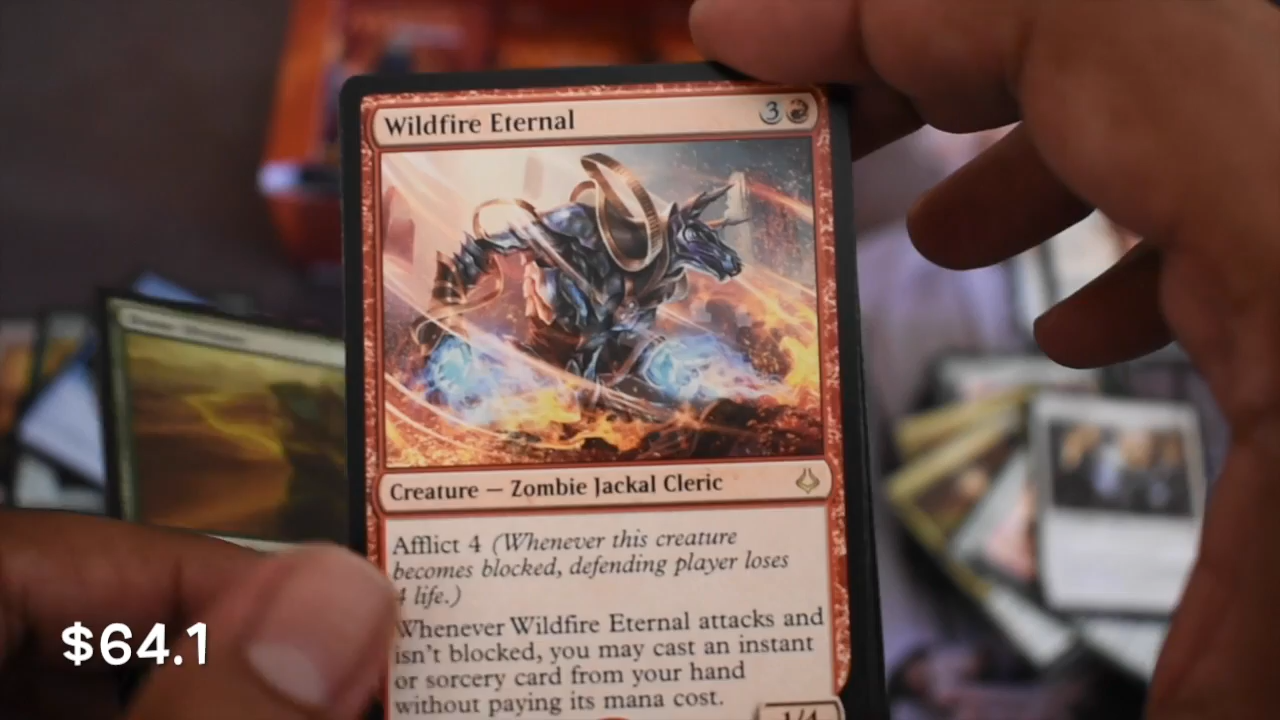 Wildfire Eternal
3
Creature — Zombie Jackal Cleric
Afflict 4 (Whenever this creature
becomes blocked, defending player loses
4 life.)
Whenever Wildfire Eternal attacks and
isn't blocked, you may cast an instant
or sorcery card from your hand
without paying its mana cost.
1/4
$64.1